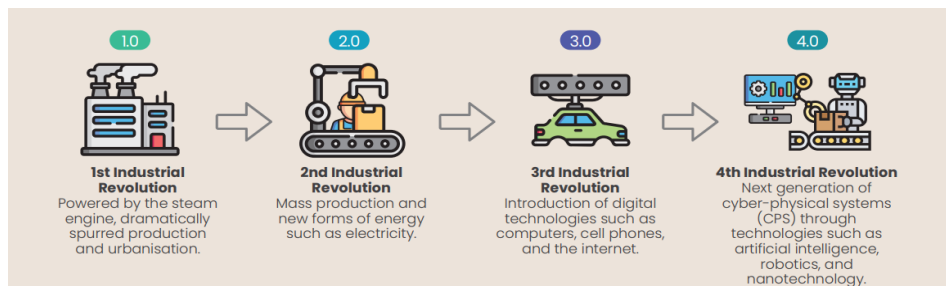 1.0
2.0
3.0
4.0
1st Industrial
Revolution
Powered by the steam
engine, dramatically
spurred production
and urbanisation.
2nd Industrial
Revolution
Mass production and
new forms of energy
such as electricity.
3rd Industrial
Revolution
Introduction of digital
technologies such as
computers, cell phones,
and the internet.
4th Industrial Revolution
Next generation of
cyber-physical systems
(CPS) through
technologies such as
artificial intelligence,
robotics, and
nanotechnology.